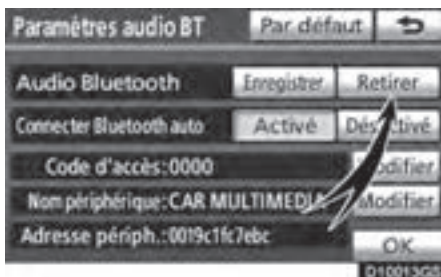 Paramètres audio BT Par défaut
Audio Bluetooth Enregistrer Retirer
Connecter Bluetooth auto Activé Désactivé
Code d'accès:0000 Modifier
Nom périphérique:CAR MULTIMEDIA Modifier
Adresse périph.:0019c1fc7ebc
OK
D10013GS